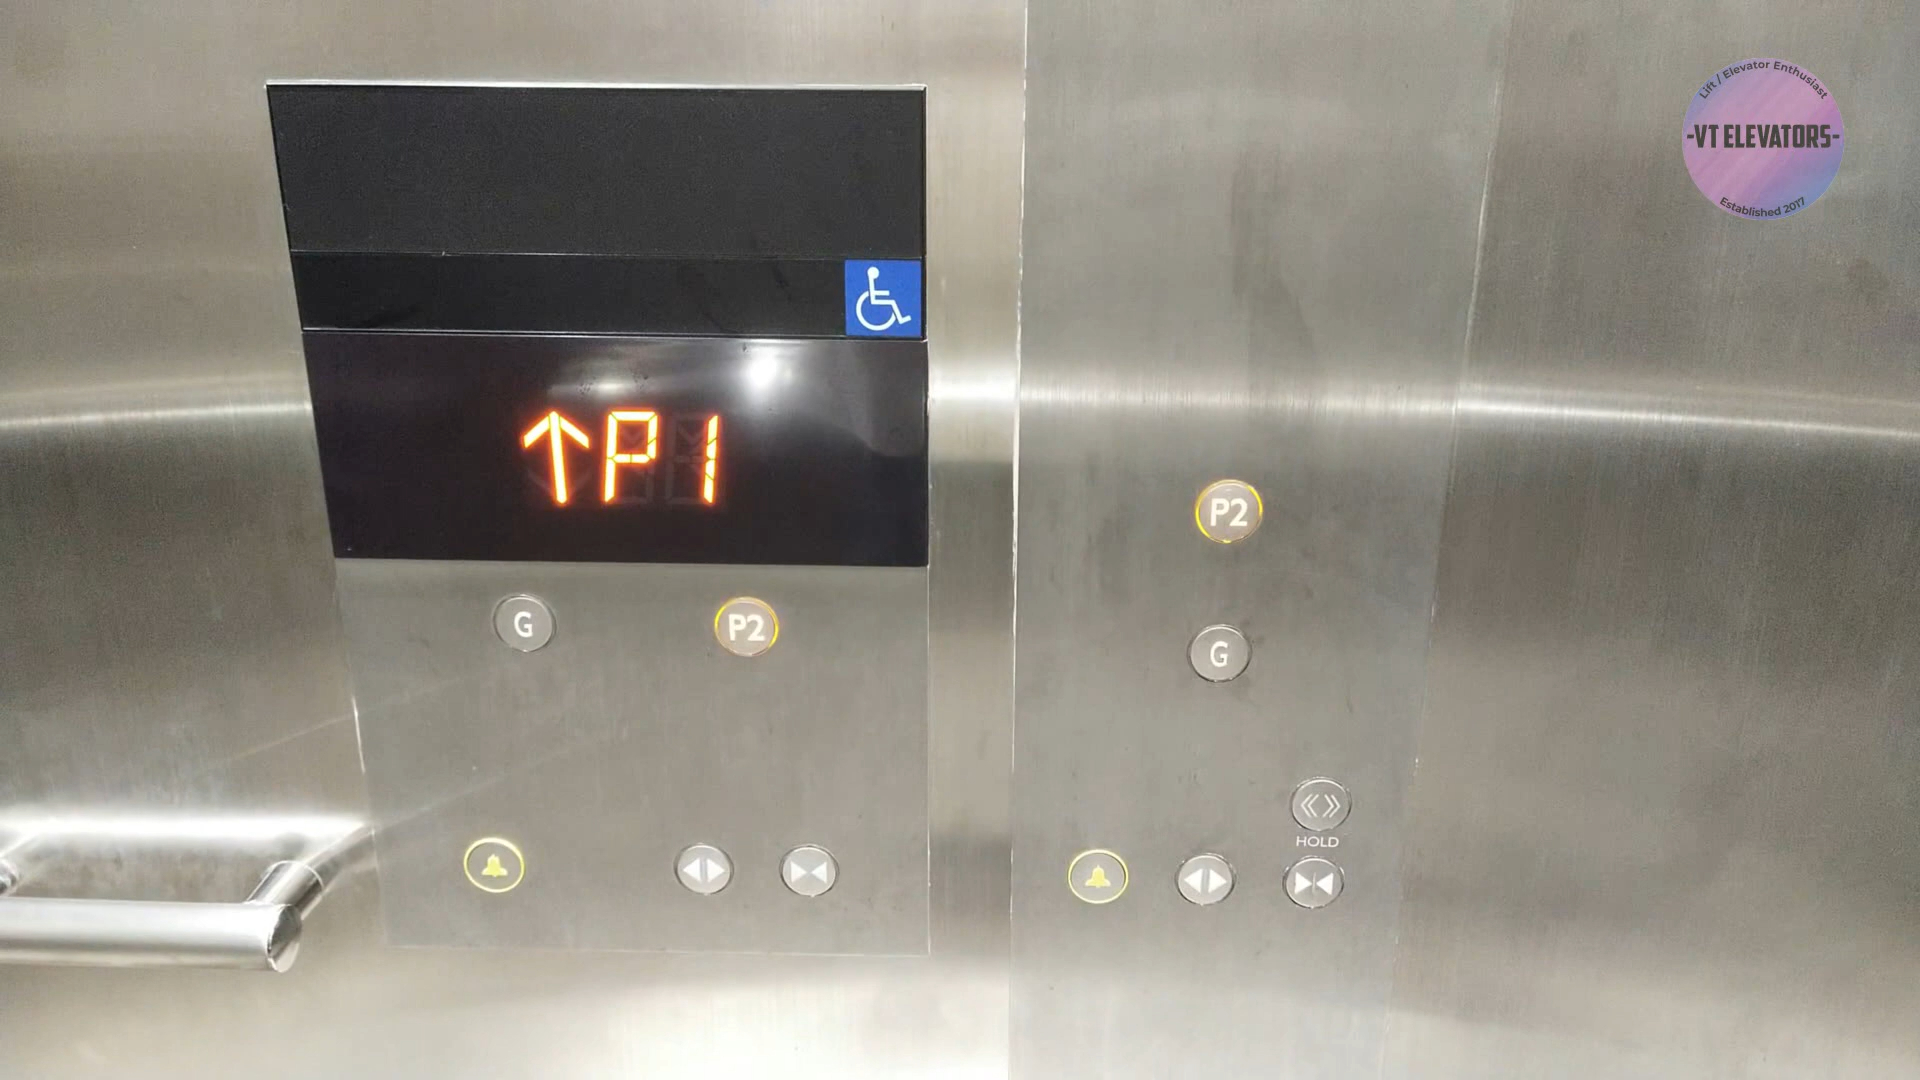 Lift / Elevator Enthusiast
-VT ELEVATORS-
Established 2017
↑P1
G P2
P2
G
HOLD